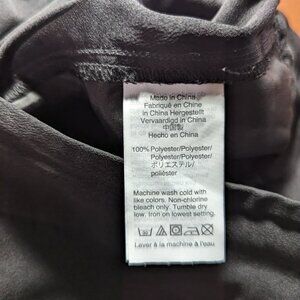 Made in China
Fabriqué en Chine
in China Hergestellt
Vervaardigd in China
中国製
Hecho en China
100% Polyester/Polyester/
Polyester/Polyester/
ポリエステル/
poliéster
Machine wash cold with
like colors. Non-chlorine
bleach only. Tumble dry
low. Iron on lowest setting.
Laver à la machine à l'eau